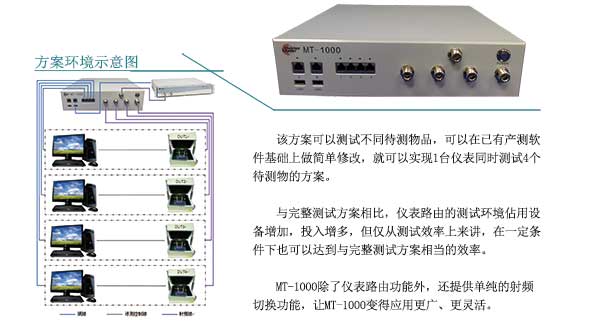 方案环境示意图
MT-1000
MT-1000
DUT1
DUT2
DUT3
DUT4
该方案可以测试不同待测物品，可以在已有产测软
件基础上做简单修改，就可以实现1台仪表同时测试4个
待测物的方案。
与完整测试方案相比，仪表路由的测试环境佔用设
备增加，投入增多，但仅从测试效率上来讲，在一定条
件下也可以达到与完整测试方案相当的效率。
MT-1000除了仪表路由功能外，还提供单纯的射频
切换功能，让MT-1000变得应用更广、更灵活。